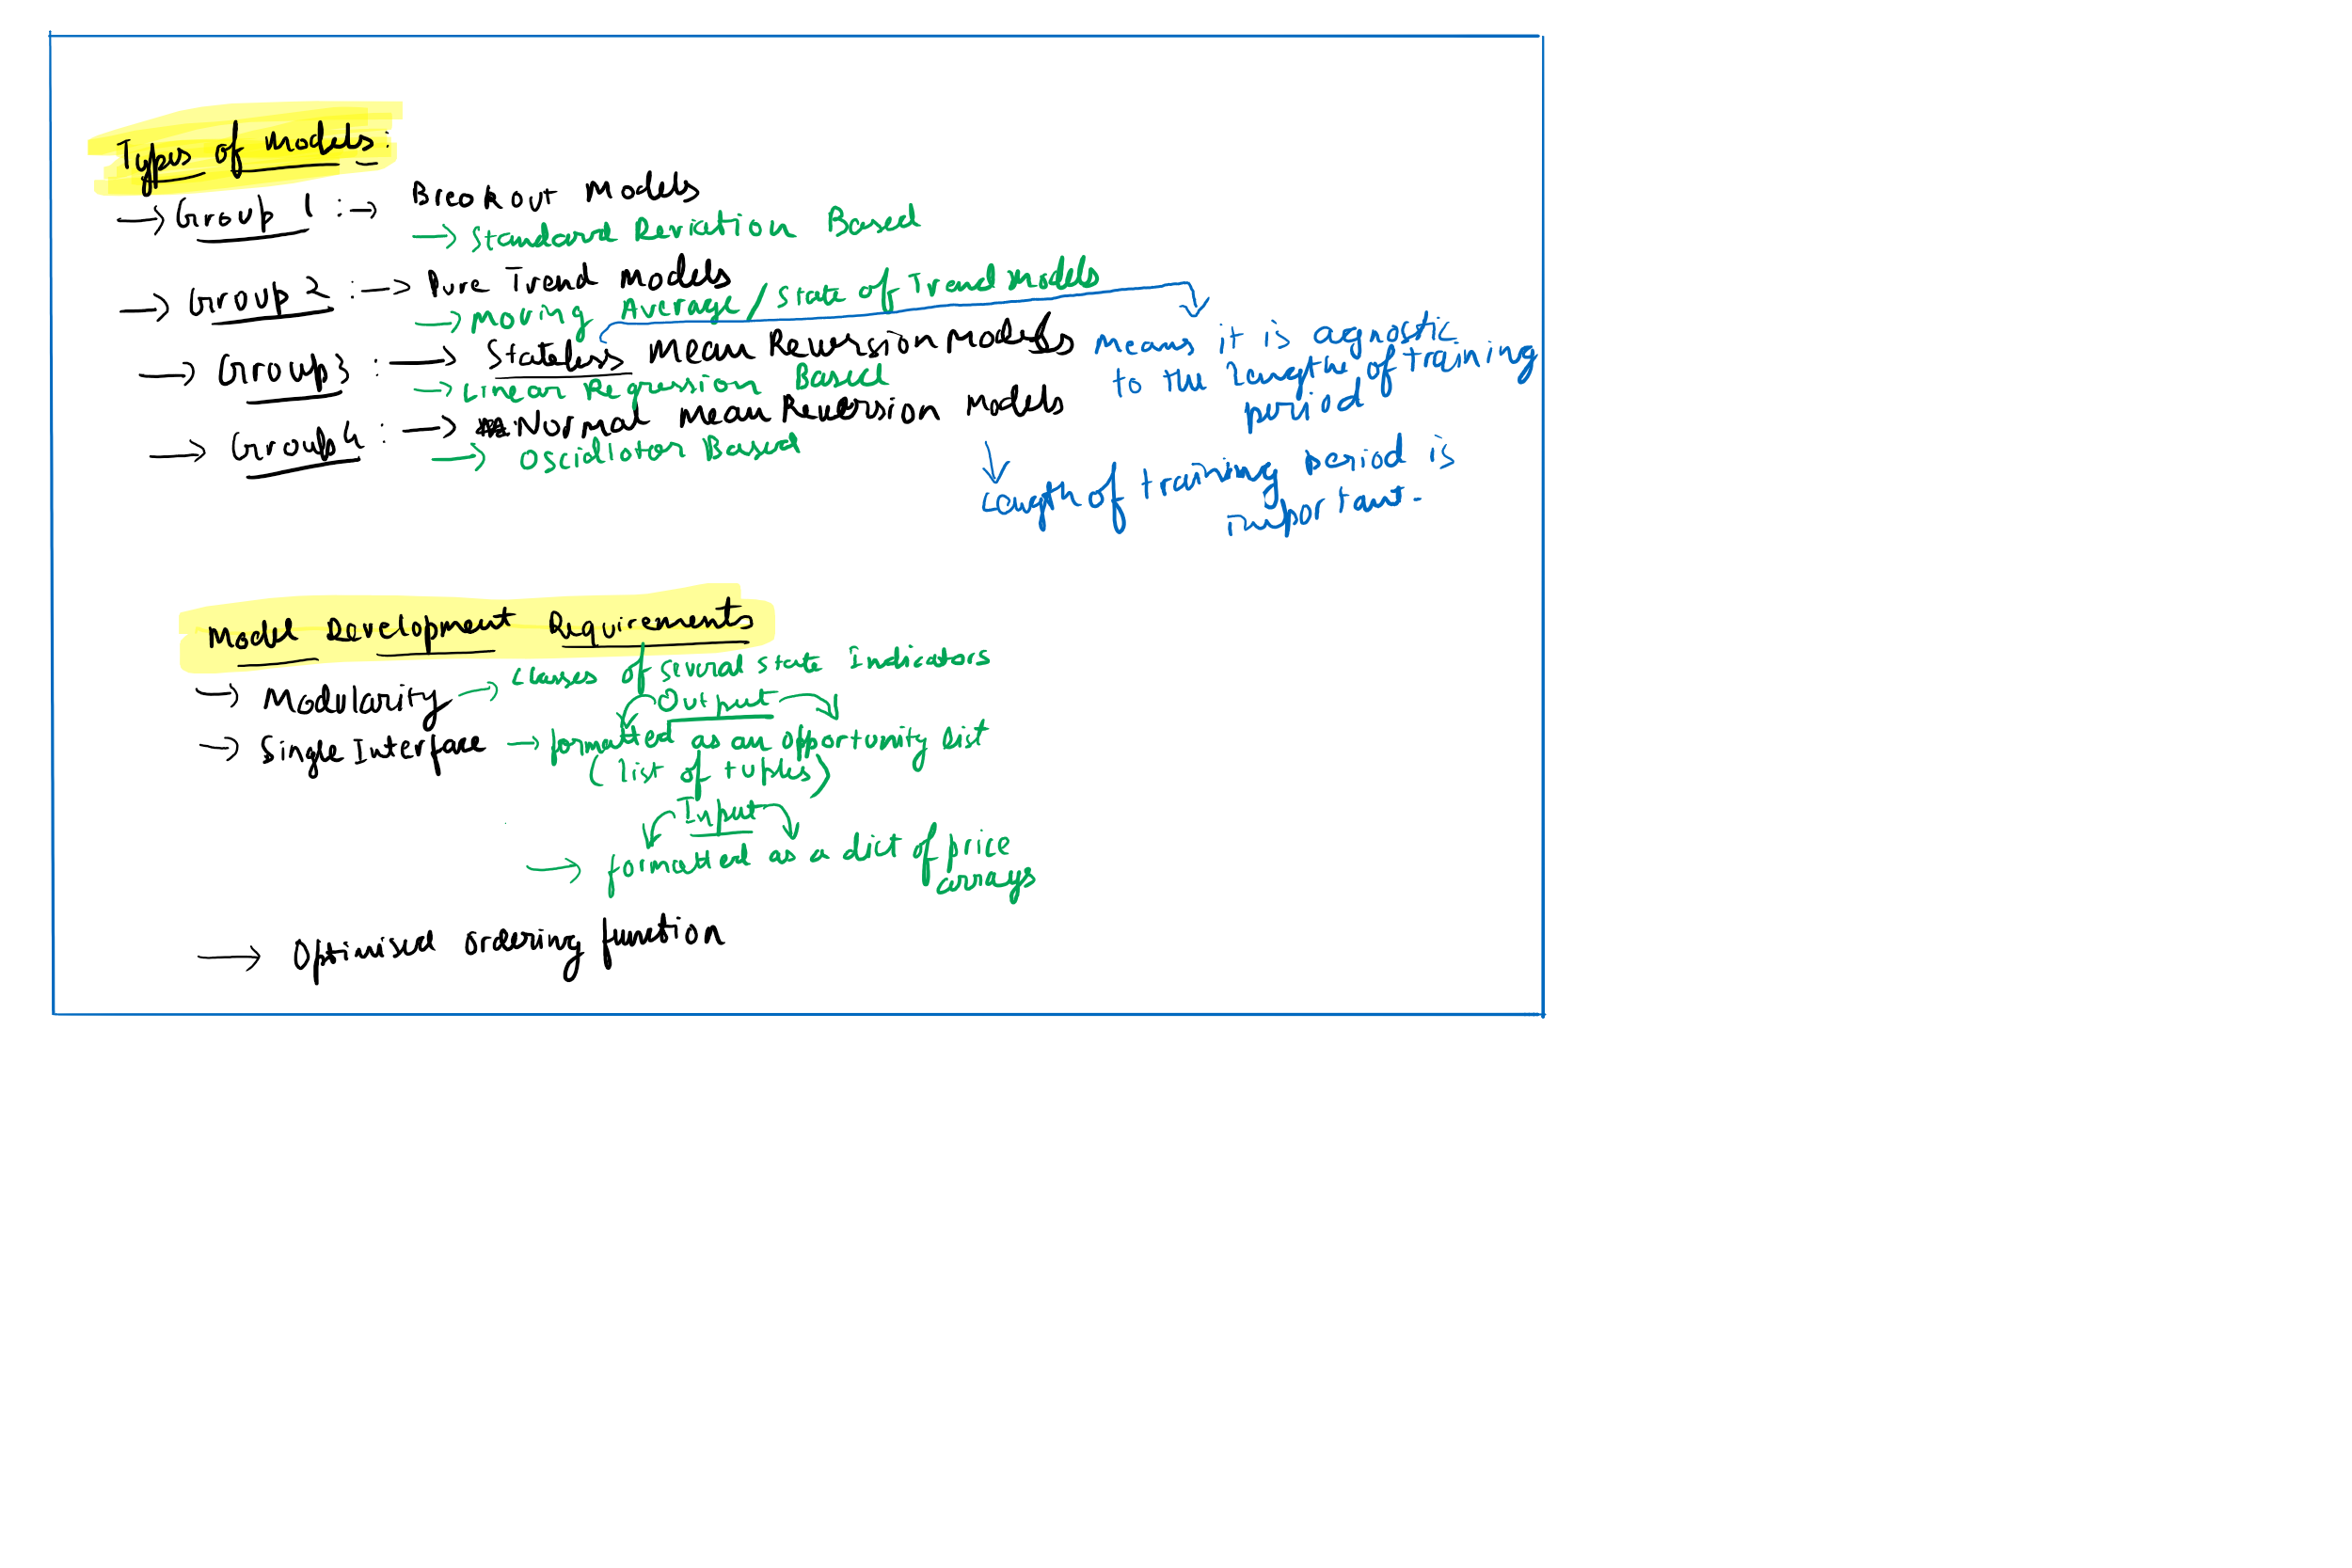 Types of models:
→ Group 1 :→ Breakout Models
→ Standard Deviation Based
→ Group 2 :→ Pure Trend Models
→ Moving Average / State of Trend Models
→ Group 3 :→ Stateless Mean Reversion Models
means it is agnostic
to the length of training
period
→ Linear Regression Based
→ Group 4 :→ Normal Mean Reversion Models
→ Oscillator Based
Length of training period is
important.
Model Development Requirements
→ Modularity → classes of several state Indicators
Output
→ Single Interface → formatted as an opportunity list
(list of tuples)
Input
→ formatted as a dict of price
arrays
→ Optimised ordering function